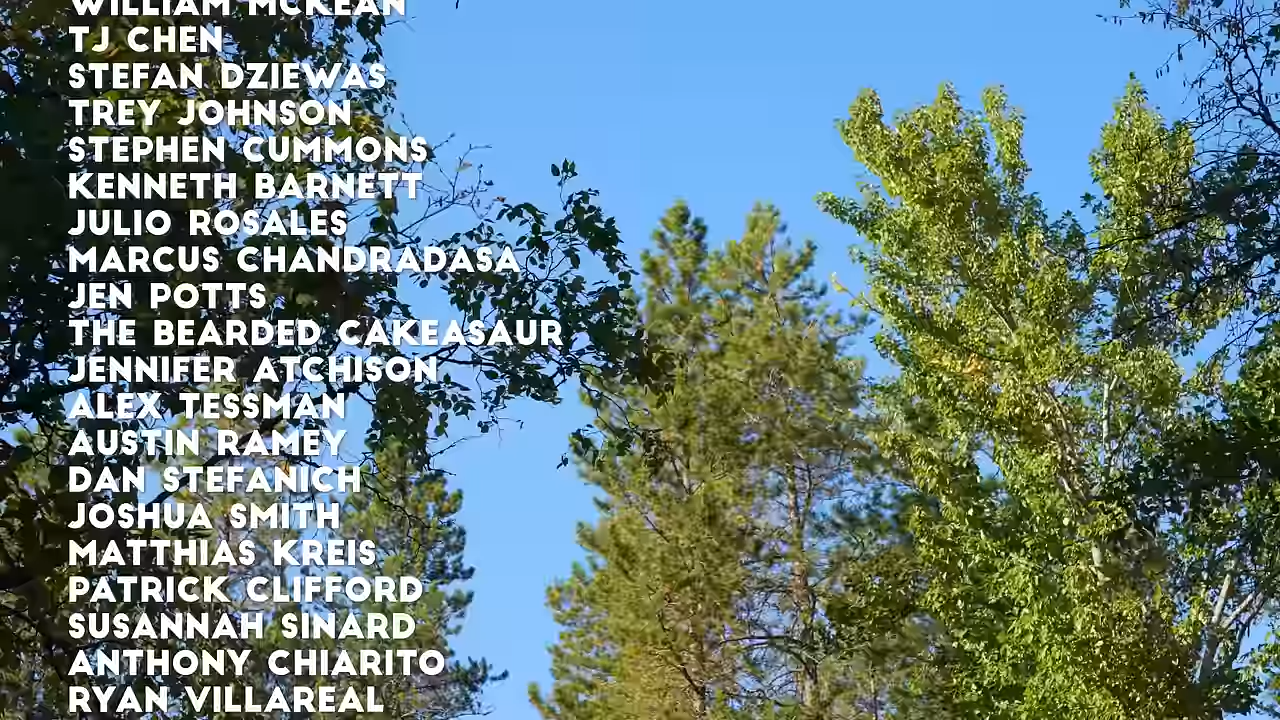 WILLIAM MCKEAN
TJ CHEN
STEFAN DZIEWAS
TREY JOHNSON
STEPHEN CUMMONS
KENNETH BARNETT
JULIO ROSALES
MARCUS CHANDRADASA
JEN POTTS
THE BEARDED CAKEASAUR
JENNIFER ATCHISON
ALEX TESSMAN
AUSTIN RAMEY
DAN STEFANICH
JOSHUA SMITH
MATTHIAS KREIS
PATRICK CLIFFORD
SUSANNAH SINARD
ANTHONY CHIARITO
RYAN VILLAREAL